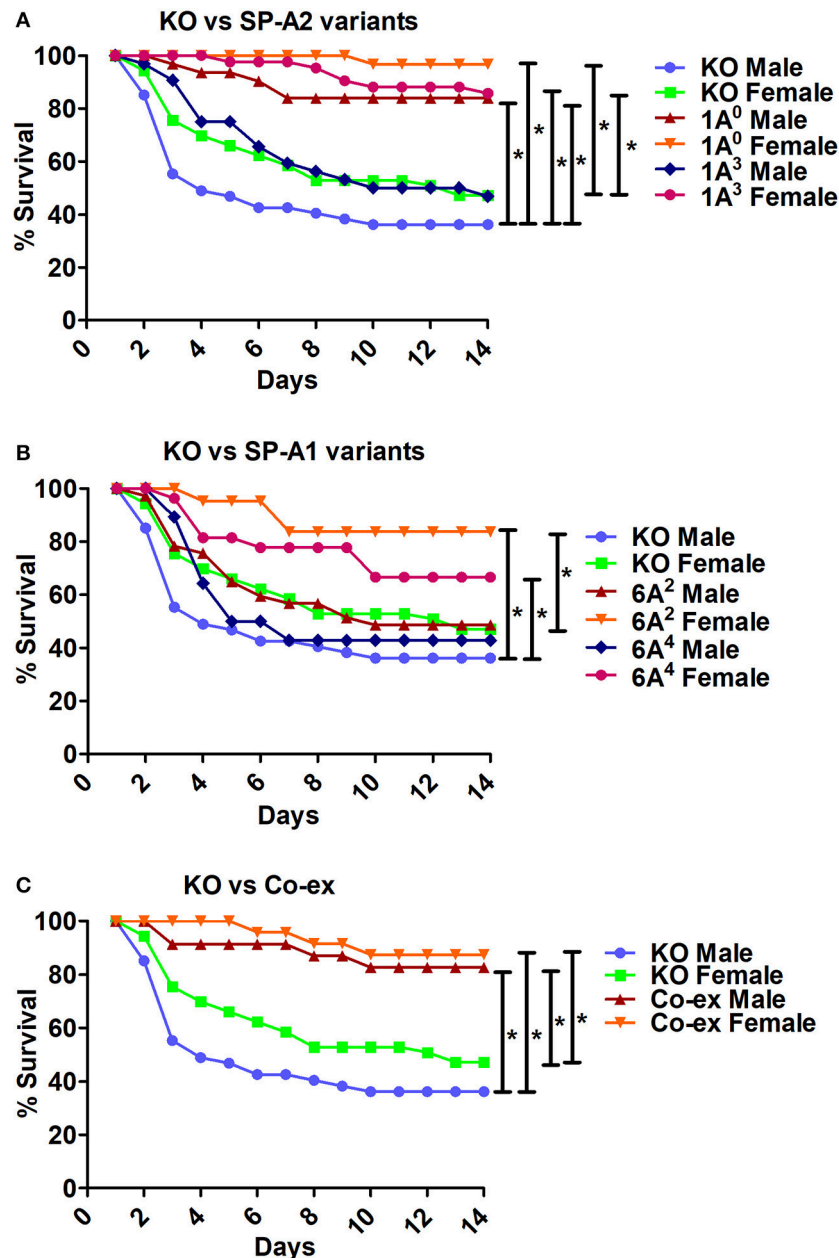 A
KO vs SP-A2 variants
% Survival
100
80
60
40
20
0
0 2 4 6 8 10 12 14
Days
KO Male
KO Female
1A⁰ Male
1A⁰ Female
1A³ Male
1A³ Female
* * * * * *
B
KO vs SP-A1 variants
% Survival
100
80
60
40
20
0
0 2 4 6 8 10 12 14
Days
KO Male
KO Female
6A² Male
6A² Female
6A⁴ Male
6A⁴ Female
* * *
C
KO vs Co-ex
% Survival
100
80
60
40
20
0
0 2 4 6 8 10 12 14
Days
KO Male
KO Female
Co-ex Male
Co-ex Female
* * * *